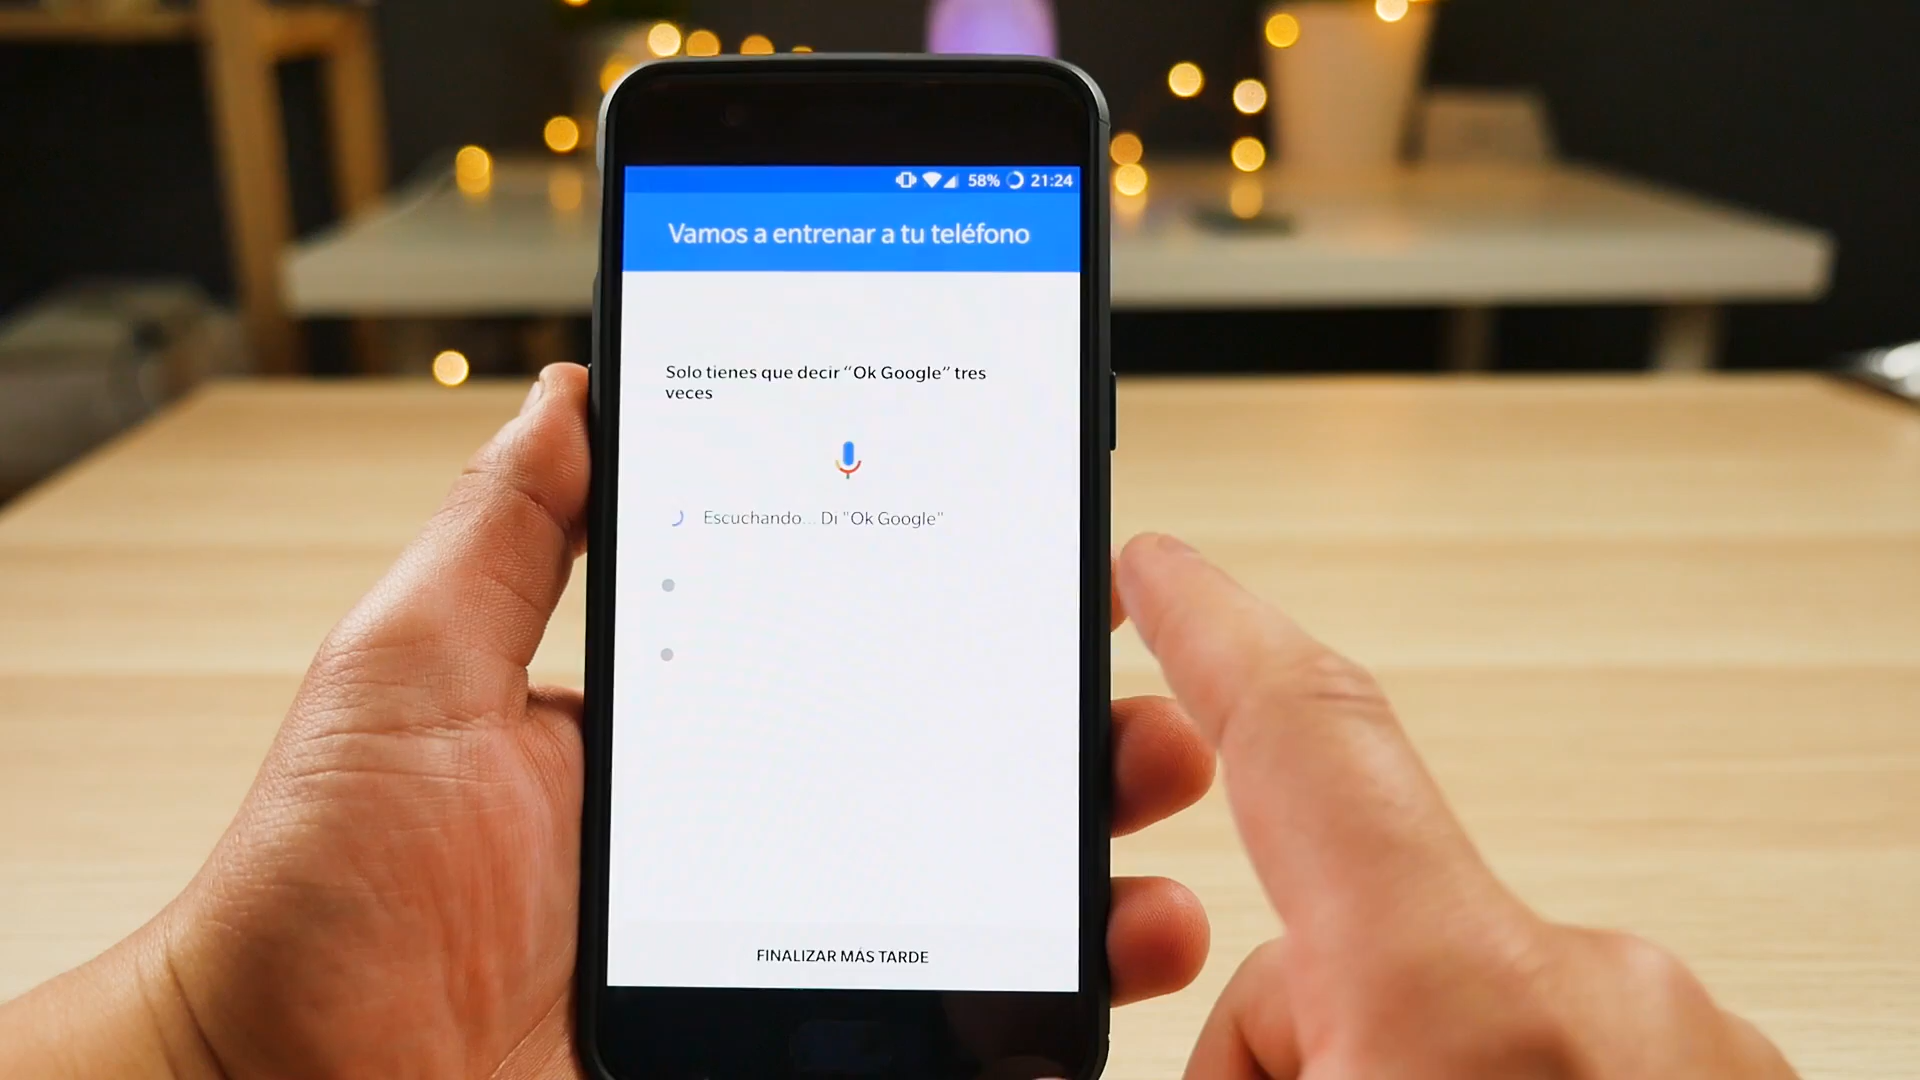 58% 21:24
Vamos a entrenar a tu teléfono
Solo tienes que decir “Ok Google” tres
veces
Escuchando... Di "Ok Google"
FINALIZAR MÁS TARDE